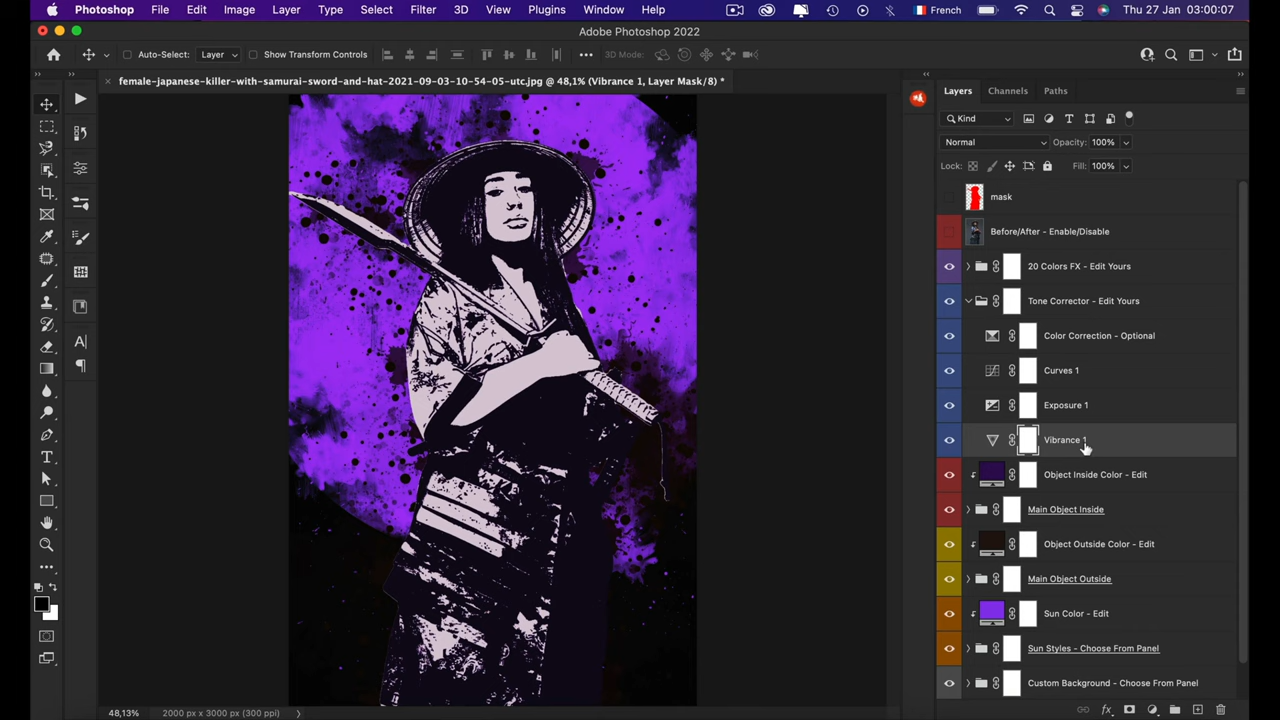 Photoshop File Edit Image Layer Type Select Filter 3D View Plugins Window Help French Thu 27 Jan 03:00:07
Adobe Photoshop 2022
Auto-Select: Layer Show Transform Controls 3D Mode:
female-japanese-killer-with-samurai-sword-and-hat-2021-09-03-10-54-05-utc.jpg @ 48,1% (Vibrance 1, Layer Mask/8) *
Layers Channels Paths
Kind
Normal Opacity: 100%
Lock: Fill: 100%
mask
Before/After - Enable/Disable
20 Colors FX - Edit Yours
Tone Corrector - Edit Yours
Color Correction - Optional
Curves 1
Exposure 1
Vibrance 1
Object Inside Color - Edit
Main Object Inside
Object Outside Color - Edit
Main Object Outside
Sun Color - Edit
Sun Styles - Choose From Panel
Custom Background - Choose From Panel
48,13% 2000 px x 3000 px (300 ppi)